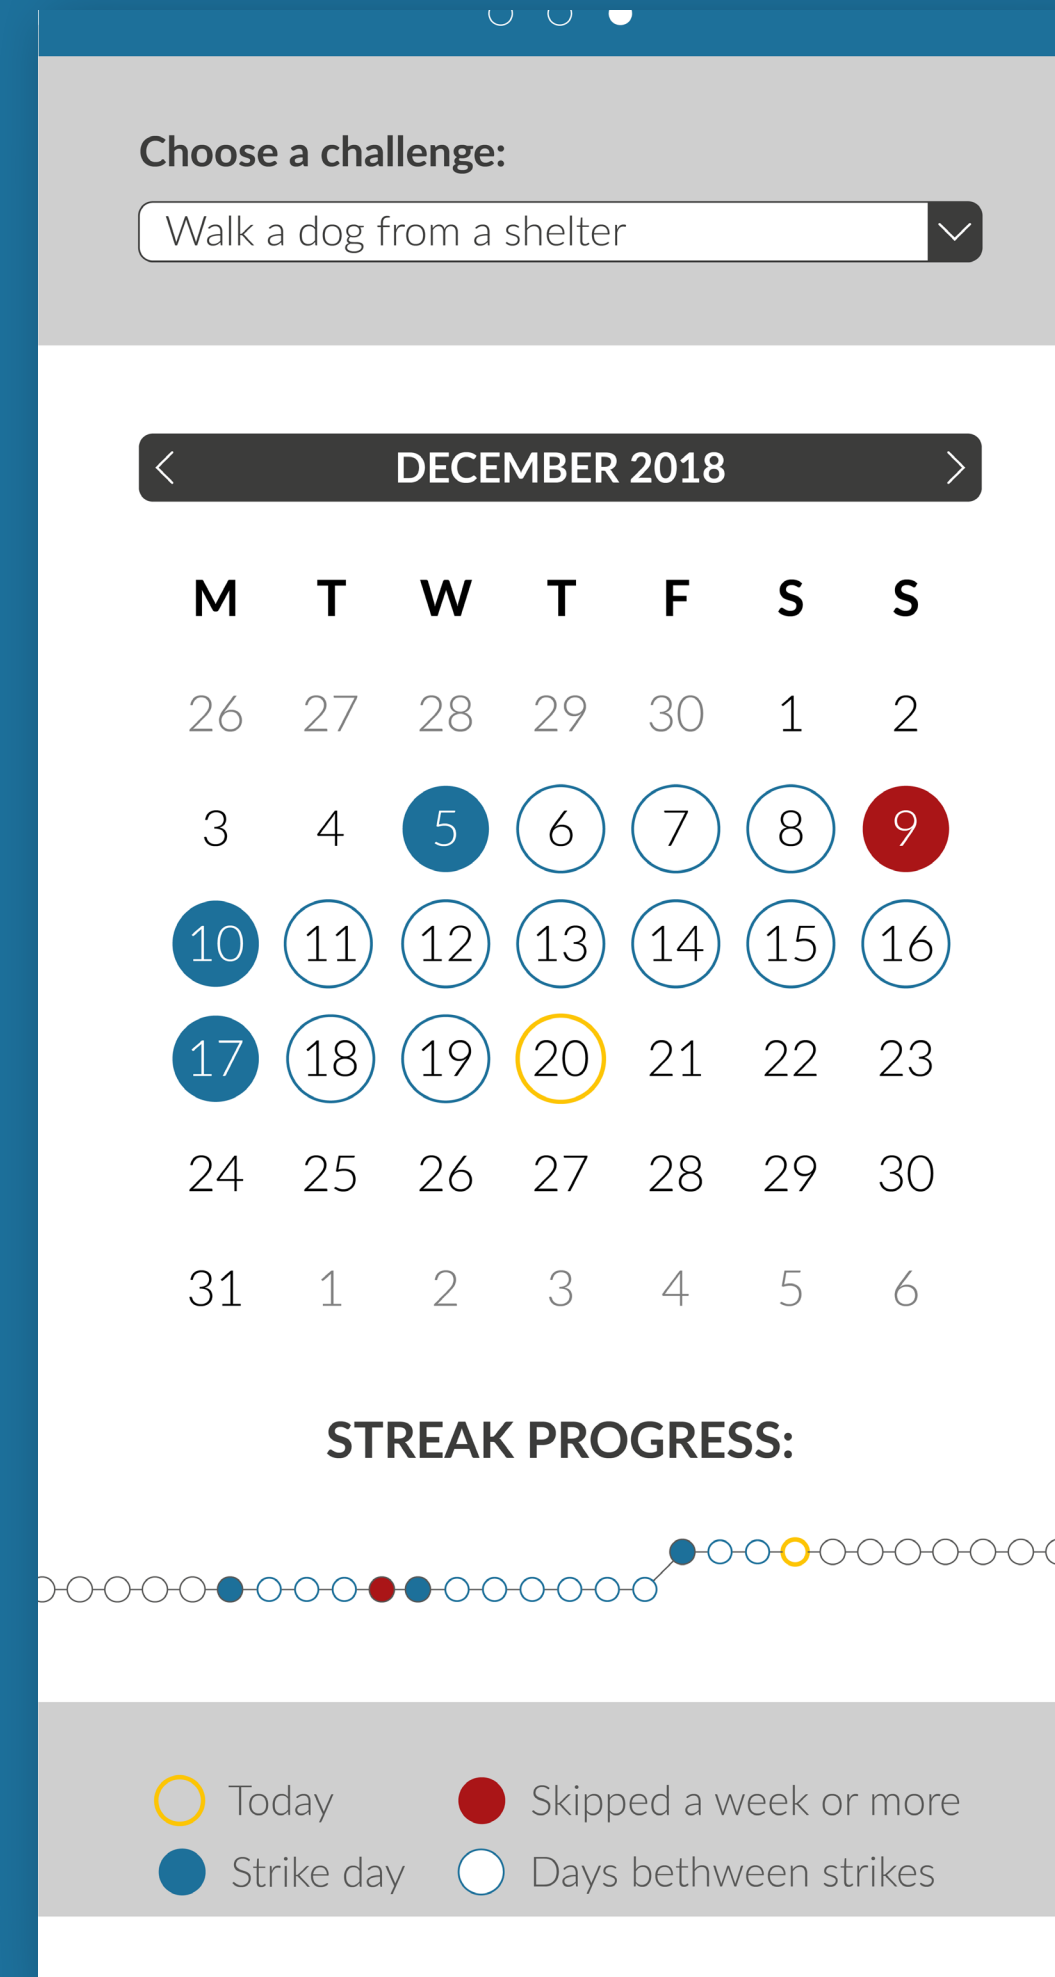 Choose a challenge:
Walk a dog from a shelter
DECEMBER 2018
M T W T F S S
26 27 28 29 30 1 2
3 4 5 6 7 8 9
10 11 12 13 14 15 16
17 18 19 20 21 22 23
24 25 26 27 28 29 30
31 1 2 3 4 5 6
STREAK PROGRESS:
Today Skipped a week or more
Strike day Days bethween strikes